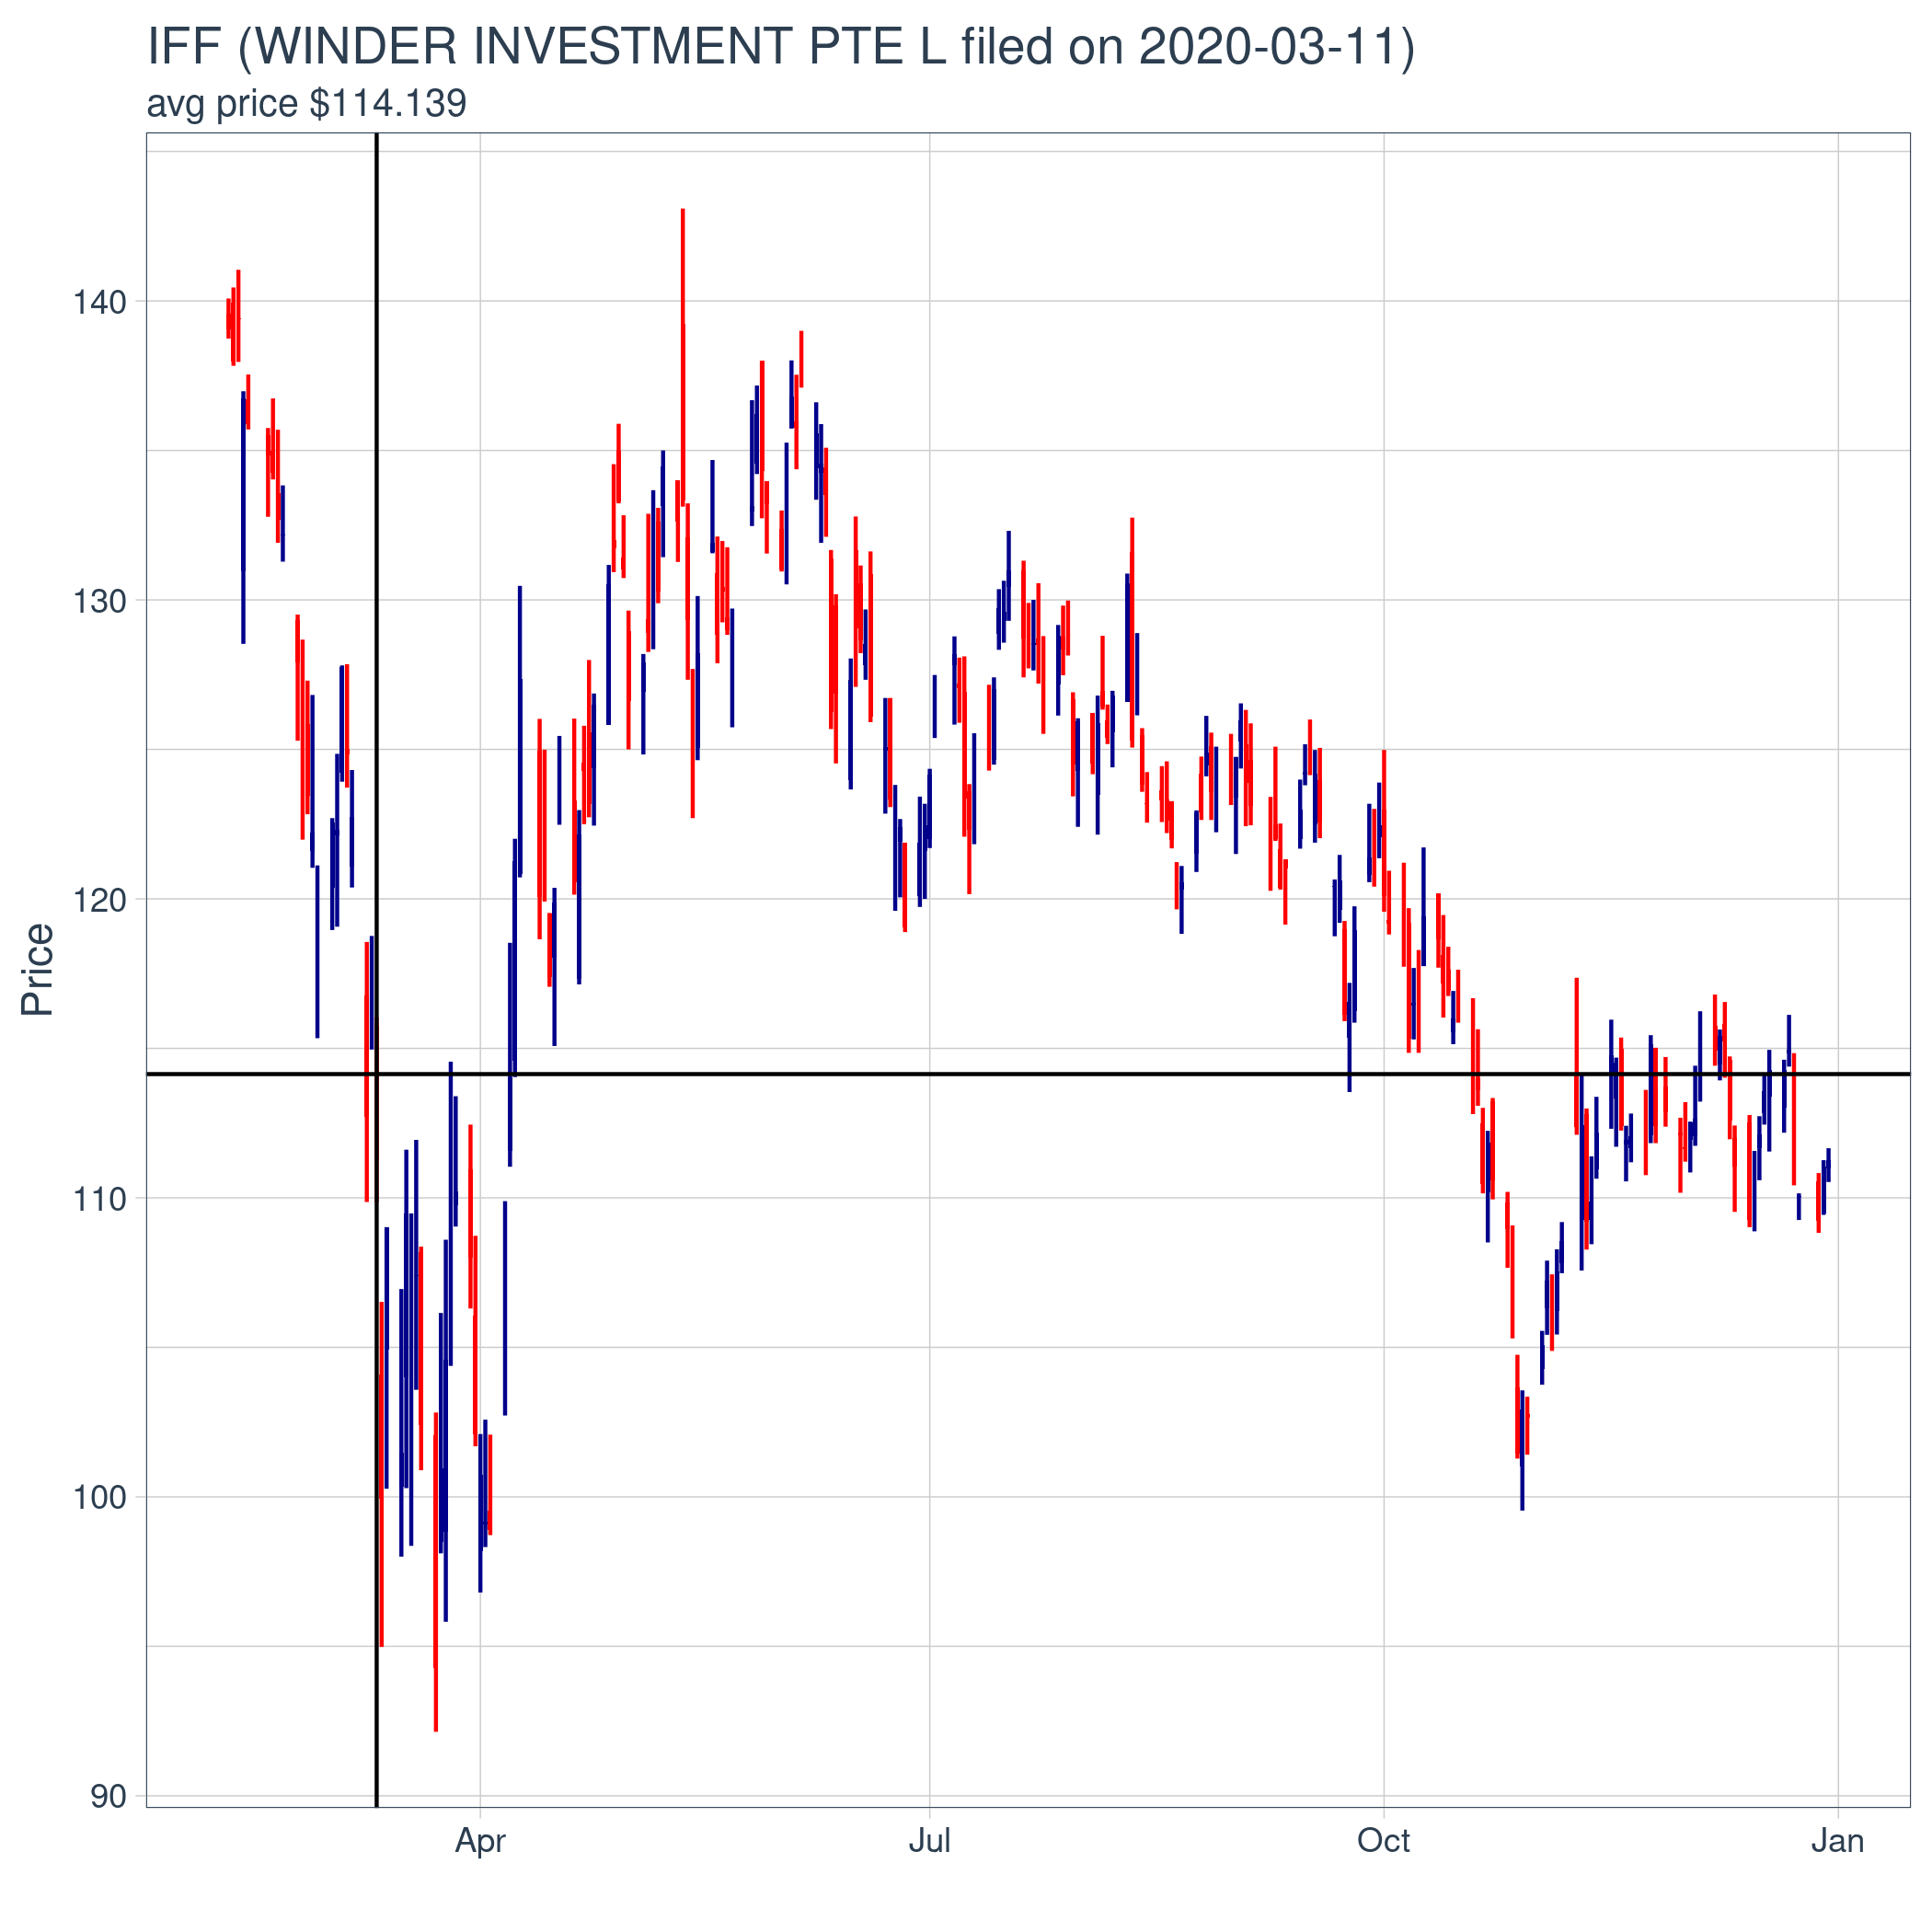 IFF (WINDER INVESTMENT PTE L filed on 2020-03-11)
avg price $114.139
140
130
120
110
100
90
Price
Apr Jul Oct Jan